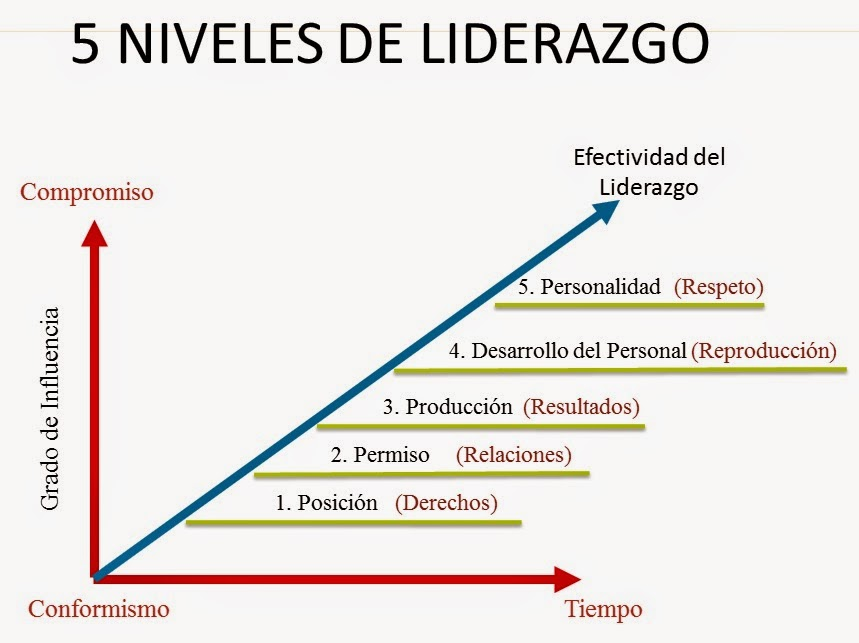 5 NIVELES DE LIDERAZGO
Efectividad del
Liderazgo
Compromiso
Grado de Influencia
5. Personalidad (Respeto)
4. Desarrollo del Personal (Reproducción)
3. Producción (Resultados)
2. Permiso (Relaciones)
1. Posición (Derechos)
Conformismo
Tiempo